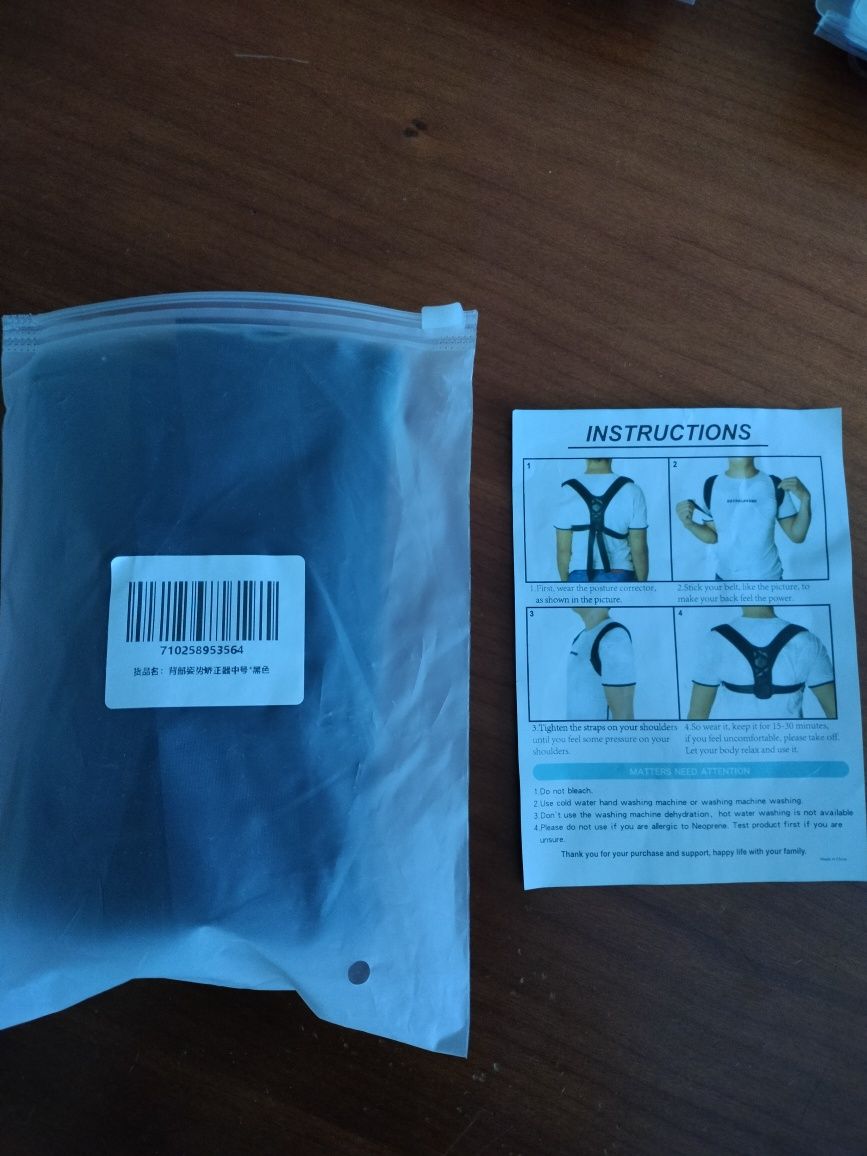 710258953564
货品名：背部姿势矫正器中号*黑色
INSTRUCTIONS
1
2
1.First, wear the posture corrector,
as shown in the picture.
2.Stick your belt, like the picture, to
make your back feel the power.
3
4
3.Tighten the straps on your shoulders
until you feel some pressure on your
shoulders.
4.So wear it, keep it for 15-30 minutes,
if you feel uncomfortable, please take off.
Let your body relax and use it.
MATTERS NEED ATTENTION
1.Do not bleach.
2.Use cold water hand washing machine or washing machine washing.
3.Don't use the washing machine dehydration, hot water washing is not available
4.Please do not use if you are allergic to Neoprene. Test product first if you are
unsure.
Thank you for your purchase and support, happy life with your family.
Made in China